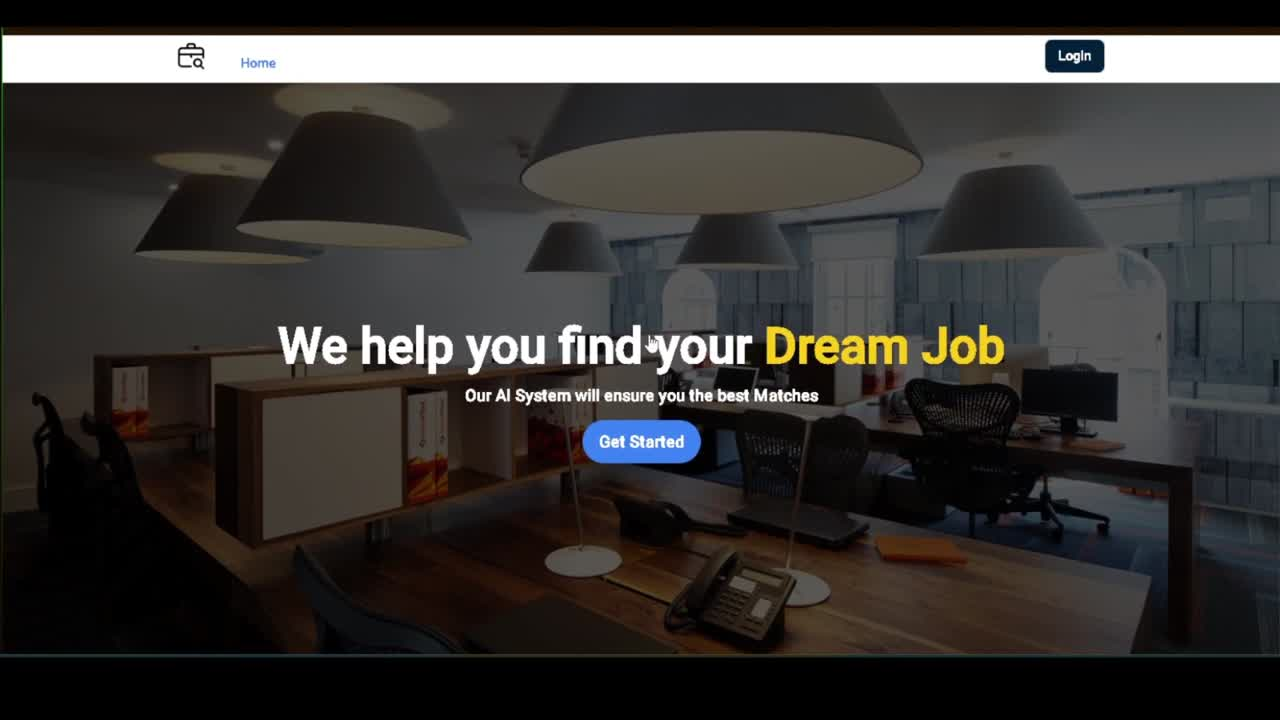 Home
Login
We help you find your Dream Job
Our AI System will ensure you the best Matches
Get Started